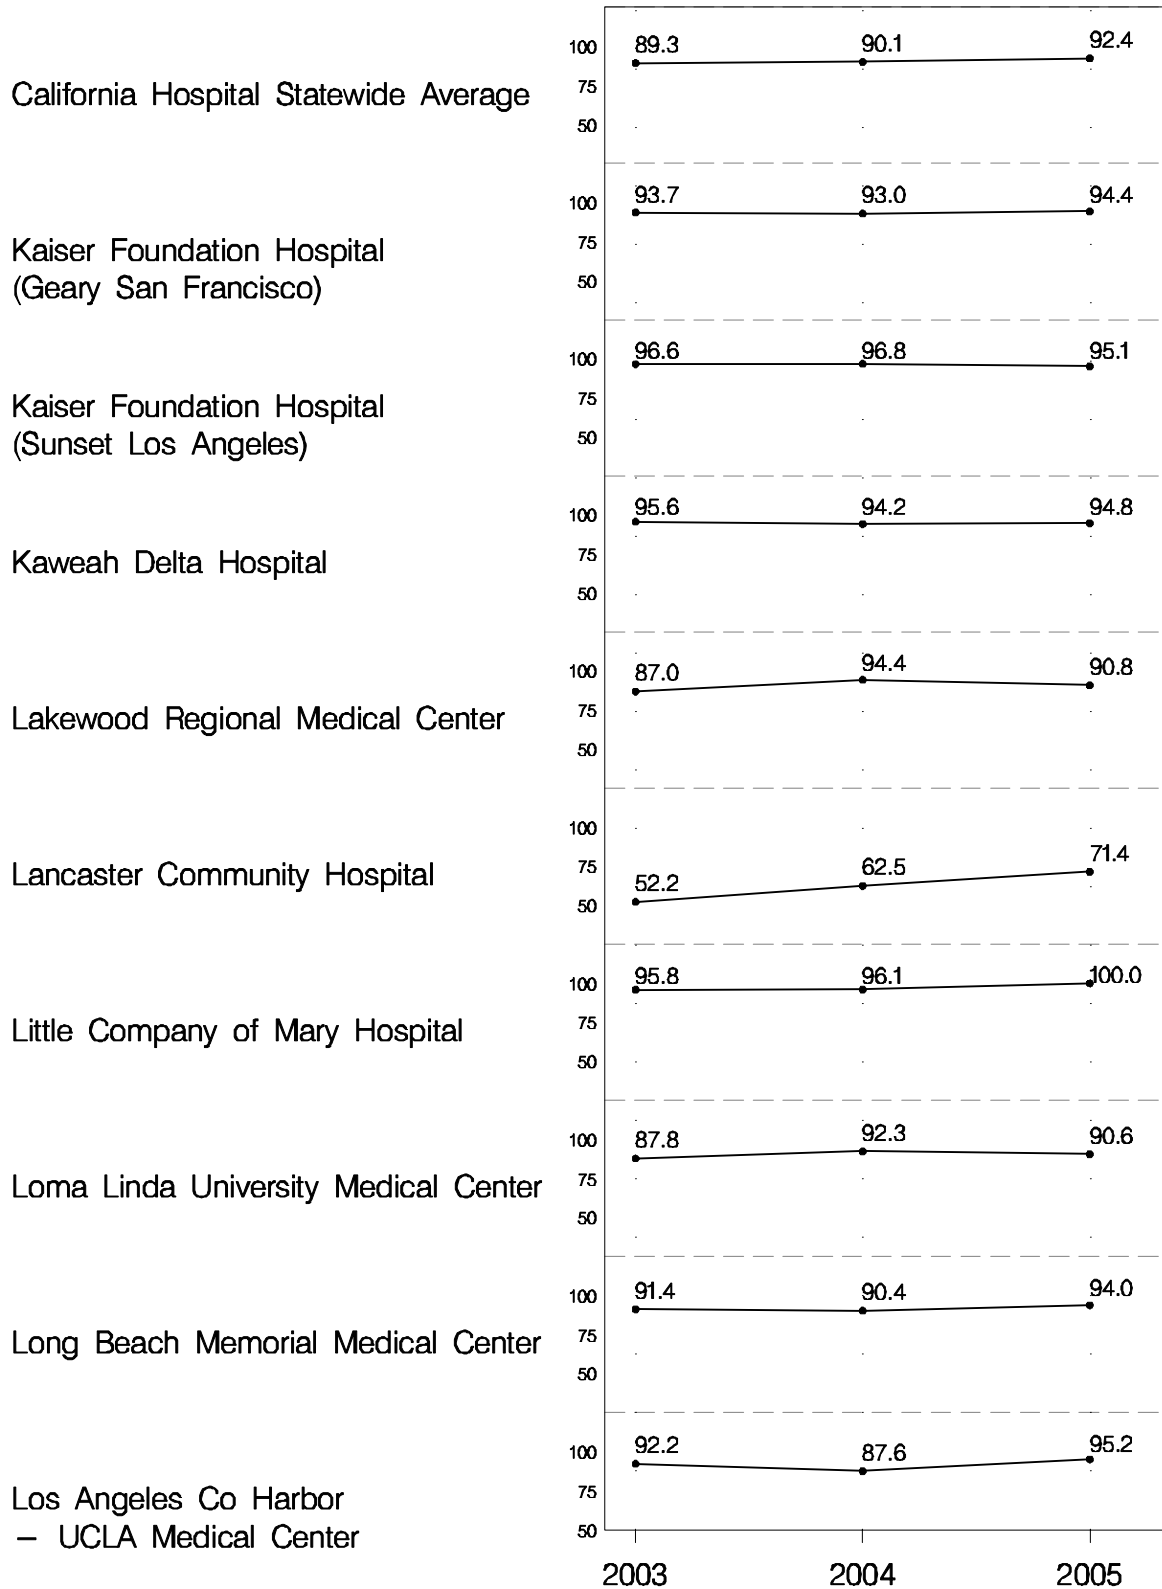 100
89.3 90.1 92.4
California Hospital Statewide Average
75
50
100
93.7 93.0 94.4
75
Kaiser Foundation Hospital
(Geary San Francisco)
50
100
96.6 96.8 95.1
75
Kaiser Foundation Hospital
(Sunset Los Angeles)
50
100
95.6 94.2 94.8
75
Kaweah Delta Hospital
50
100
87.0 94.4 90.8
75
Lakewood Regional Medical Center
50
100
75
Lancaster Community Hospital
52.2 62.5 71.4
50
100
95.8 96.1 100.0
75
Little Company of Mary Hospital
50
100
87.8 92.3 90.6
75
Loma Linda University Medical Center
50
100
91.4 90.4 94.0
75
Long Beach Memorial Medical Center
50
100
92.2 87.6 95.2
75
Los Angeles Co Harbor
– UCLA Medical Center
50
2003 2004 2005